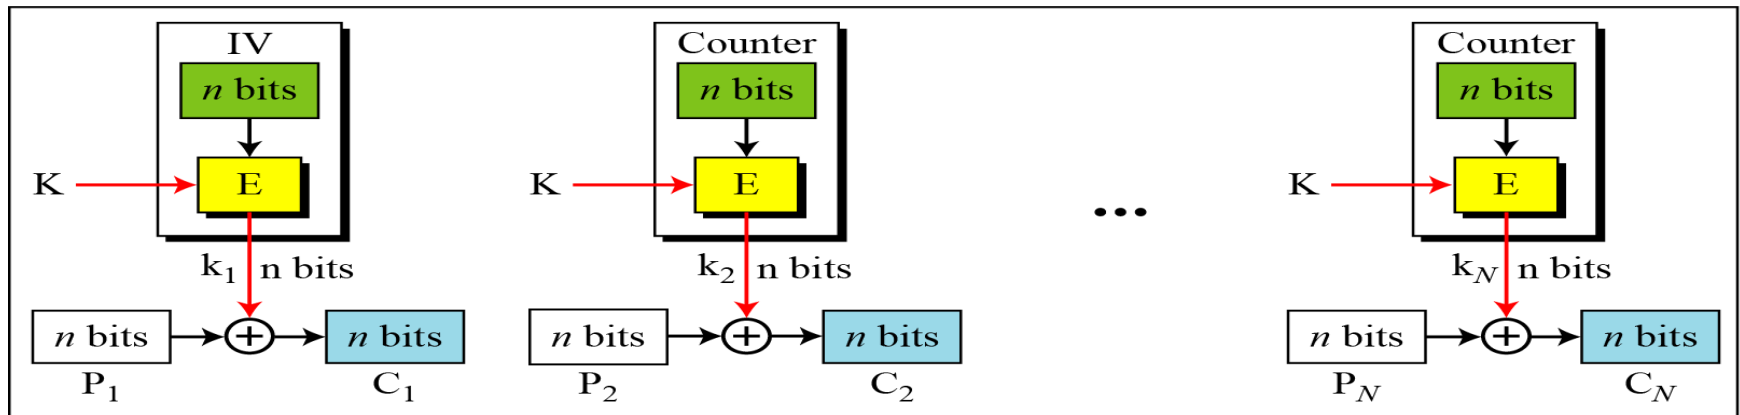 IV Counter Counter
n bits n bits n bits
K E K E K E
...
k1 n bits k2 n bits kN n bits
n bits + n bits n bits + n bits n bits + n bits
P1 C1 P2 C2 PN CN